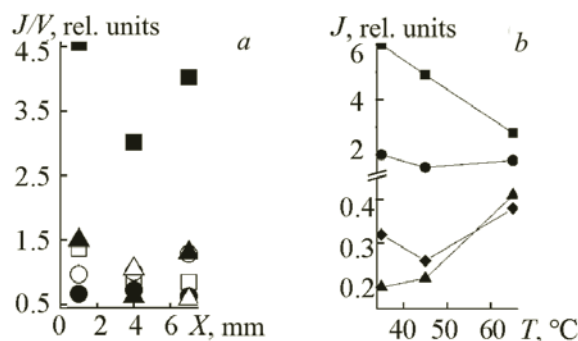 J/V, rel. units
a
4.5
3.5
2.5
1.5
0.5
0 2 4 6 X, mm
J, rel. units
b
6
4
2
0.4
0.3
0.2
40 50 60 T, °C